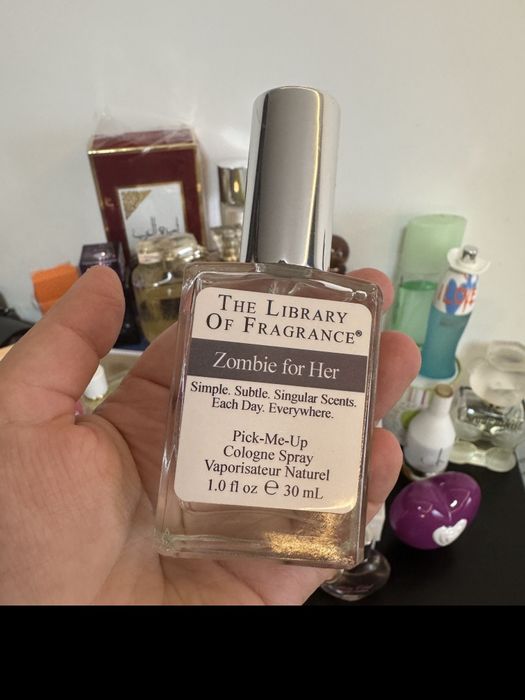 THE LIBRARY
OF FRAGRANCE®
Zombie for Her
Simple. Subtle. Singular Scents.
Each Day. Everywhere.
Pick-Me-Up
Cologne Spray
Vaporisateur Naturel
1.0 fl oz ℮ 30 mL